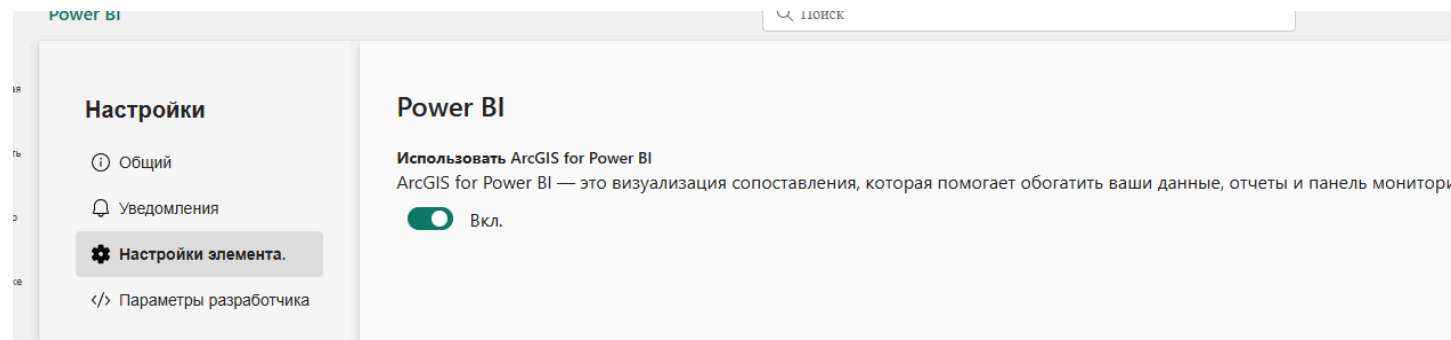 Power BI
Поиск
Настройки
Power BI
Использовать ArcGIS for Power BI
ArcGIS for Power BI — это визуализация сопоставления, которая помогает обогатить ваши данные, отчеты и панель
Вкл.
Общий
Уведомления
Настройки элемента.
</> Параметры разработчика